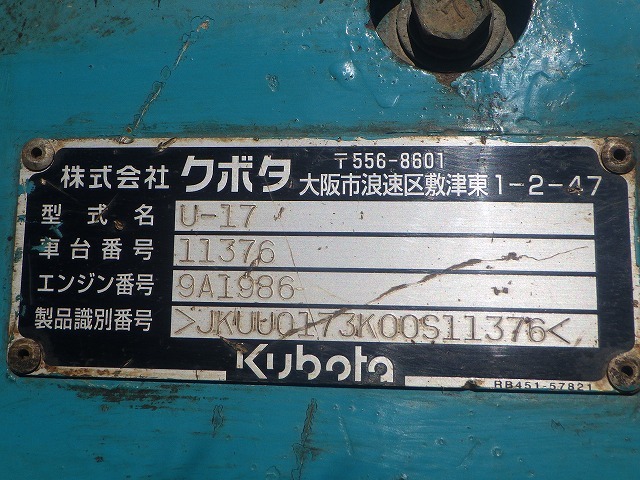 株式会社 クボタ 〒556-8601
大阪市浪速区敷津東1-2-47
型式名 U-17
車台番号 11376
エンジン番号 9A1986
製品識別番号 >JKUU0173K00S11376<
Kubota
RB451-57821